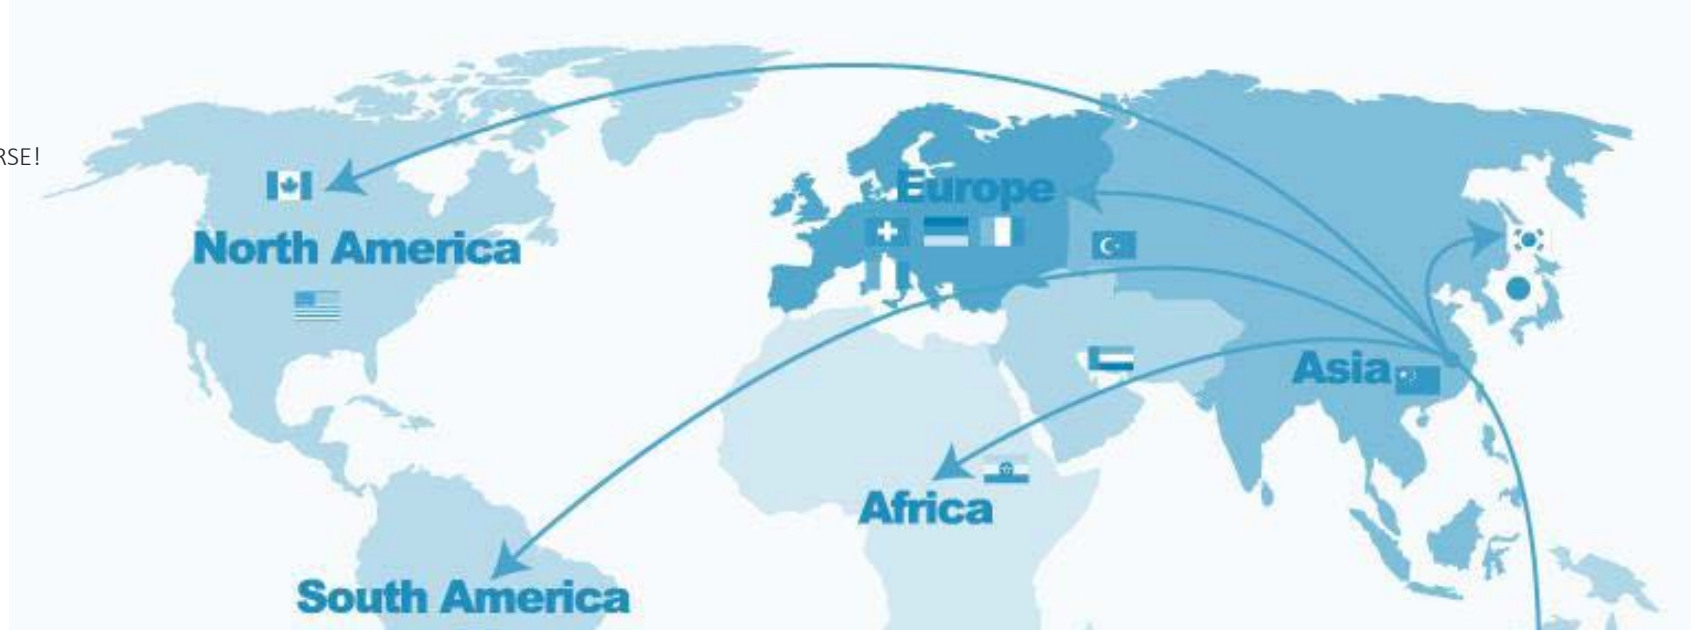 RSE!
Europe
North America
Asia
Africa
South America